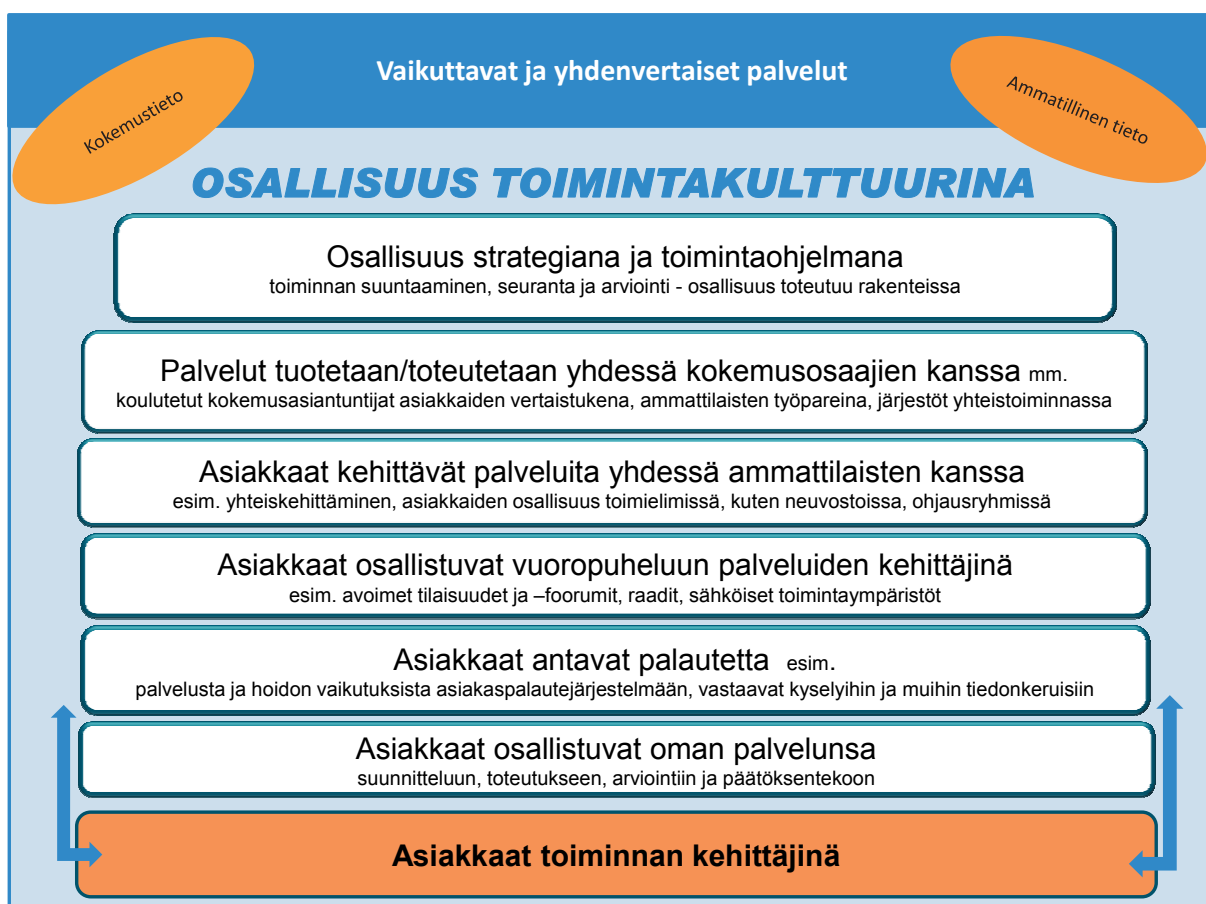 Vaikuttavat ja yhdenvertaiset palvelut
Kokemustieto
Ammatillinen tieto
OSALLISUUS TOIMINTAKULTTUURINA
Osallisuus strategiana ja toimintaohjelmana
toiminnan suuntaaminen, seuranta ja arviointi - osallisuus toteutuu rakenteissa
Palvelut tuotetaan/toteutetaan yhdessä kokemusosaajien kanssa mm.
koulutetut kokemusasiantuntijat asiakkaiden vertaistukena, ammattilaisten työpareina, järjestöt yhteistoiminnassa
Asiakkaat kehittävät palveluita yhdessä ammattilaisten kanssa
esim. yhteiskehittäminen, asiakkaiden osallisuus toimielimissä, kuten neuvostoissa, ohjausryhmissä
Asiakkaat osallistuvat vuoropuheluun palveluiden kehittäjinä
esim. avoimet tilaisuudet ja –foorumit, raadit, sähköiset toimintaympäristöt
Asiakkaat antavat palautetta esim.
palvelusta ja hoidon vaikutuksista asiakaspalautejärjestelmään, vastaavat kyselyihin ja muihin tiedonkeruisiin
Asiakkaat osallistuvat oman palvelunsa
suunnitteluun, toteutukseen, arviointiin ja päätöksentekoon
Asiakkaat toiminnan kehittäjinä